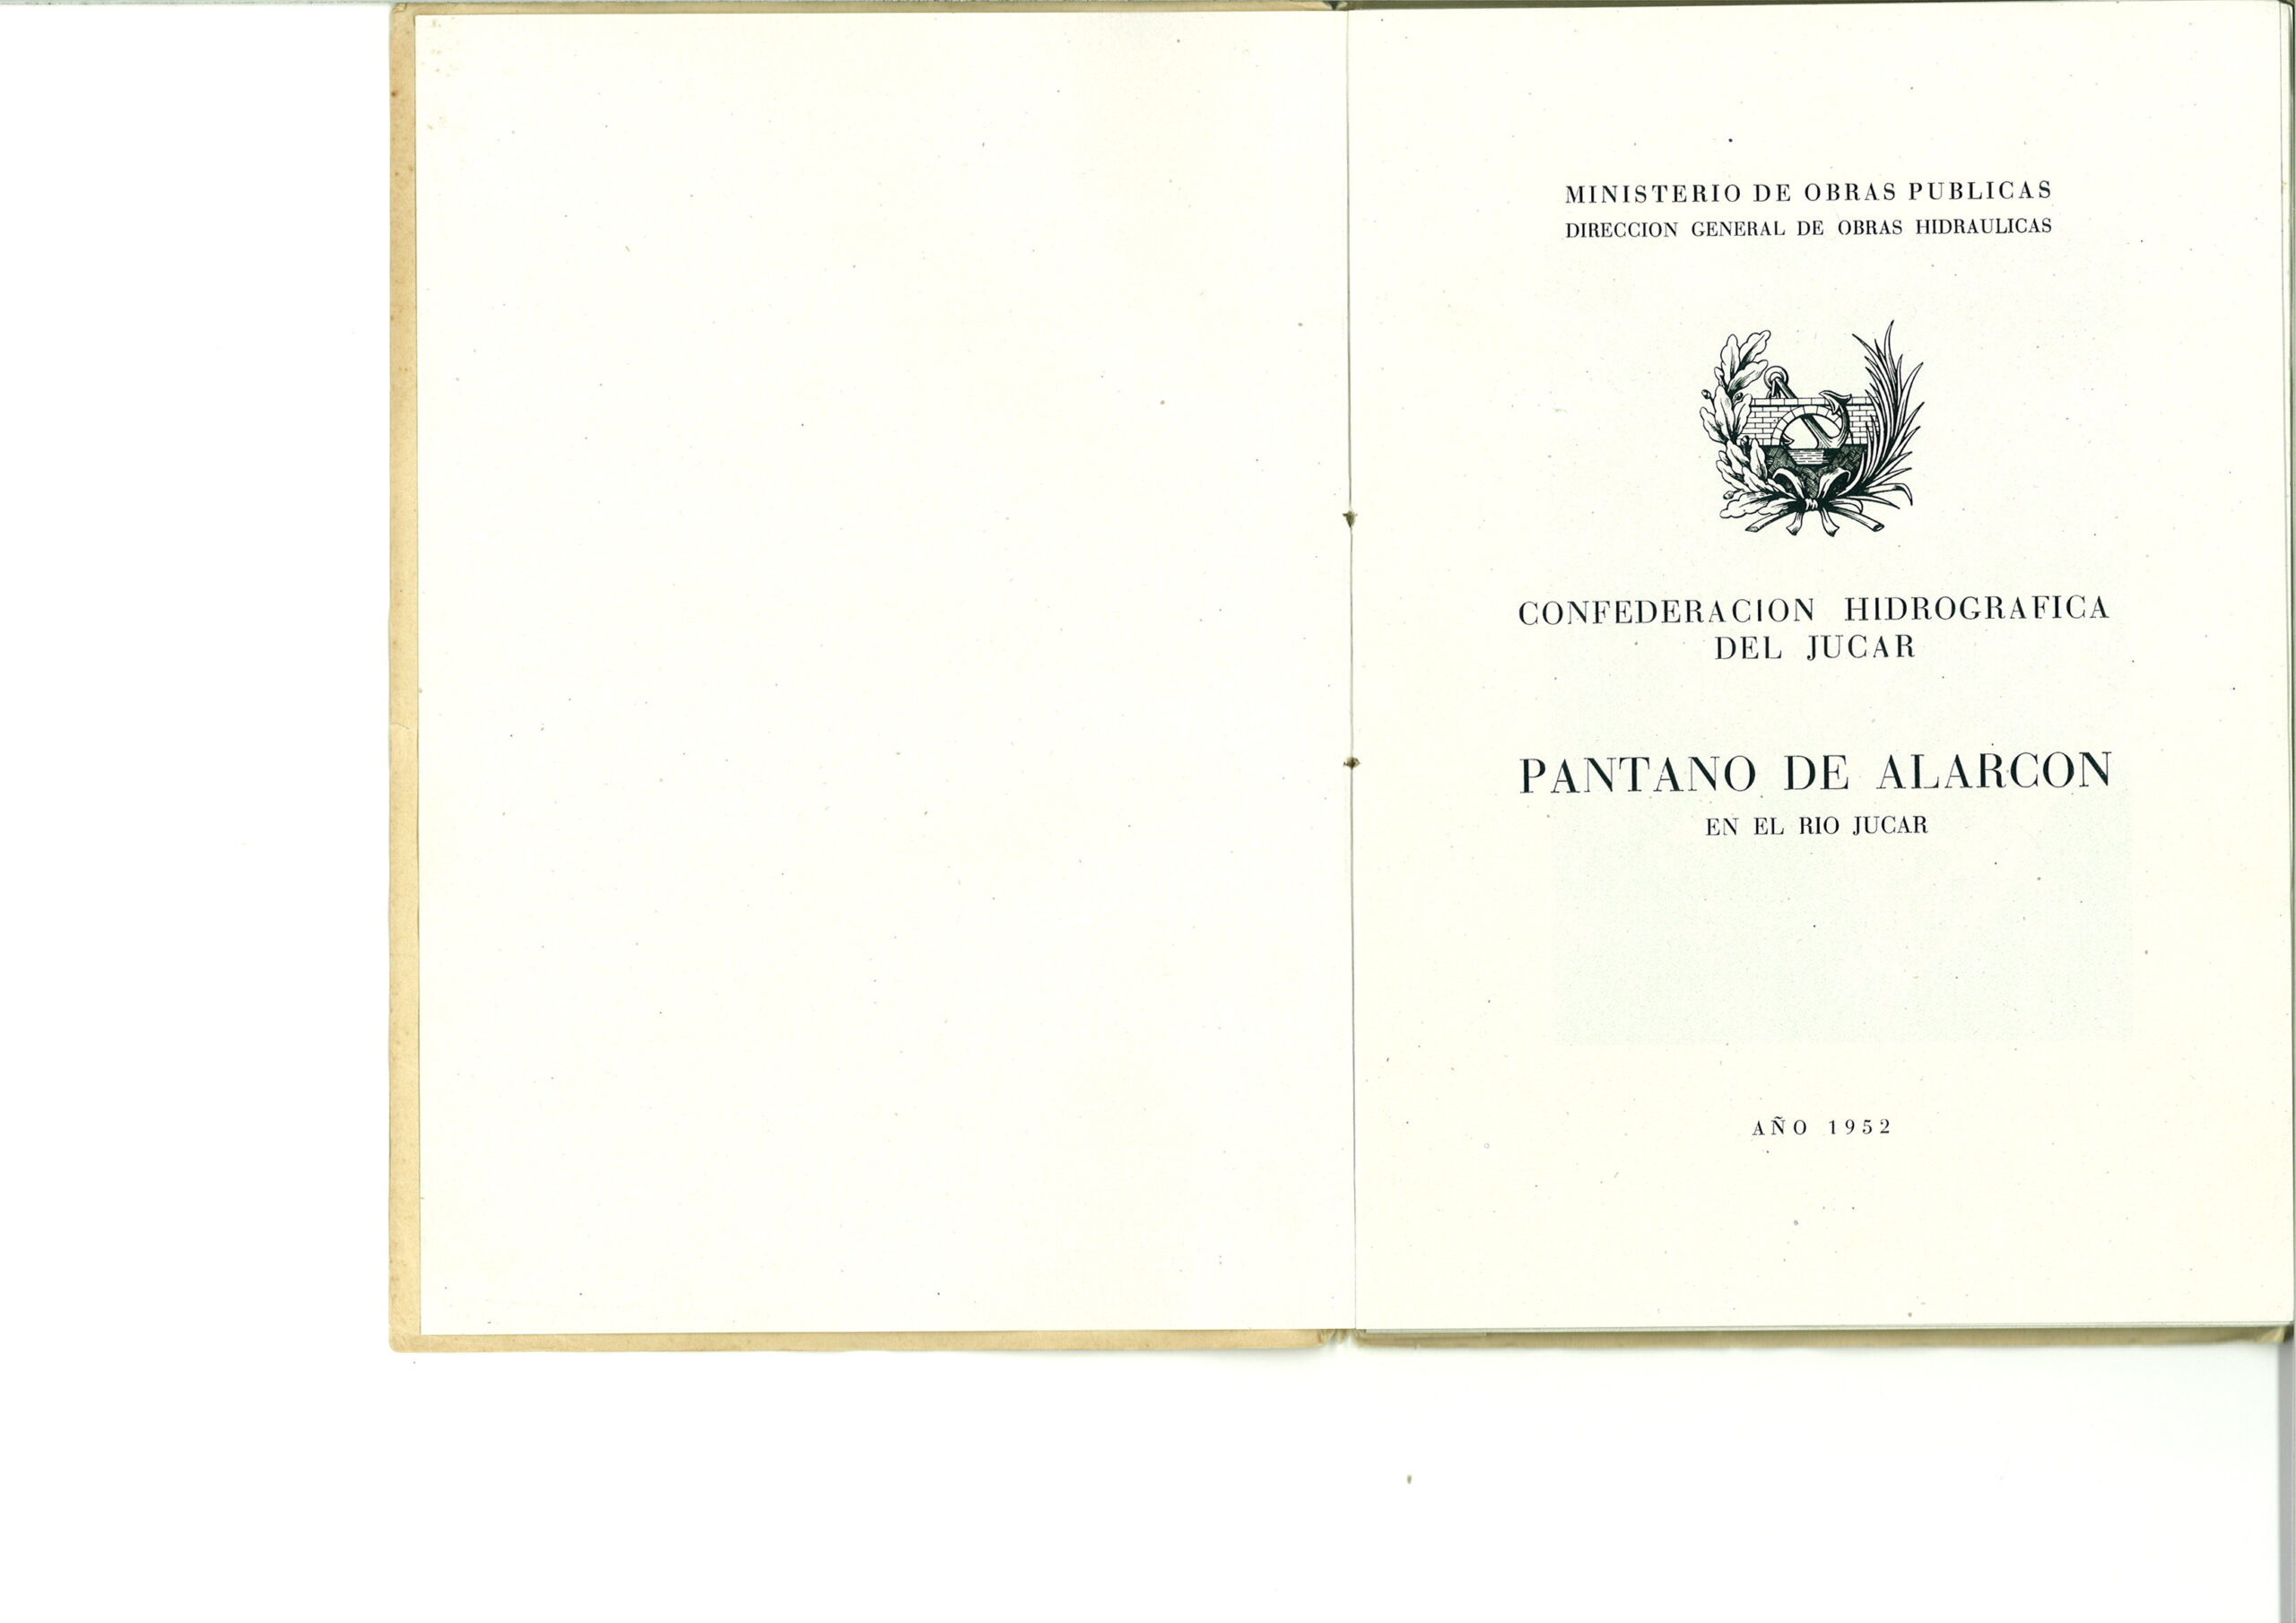 MINISTERIO DE OBRAS PUBLICAS
DIRECCION GENERAL DE OBRAS HIDRAULICAS
CONFEDERACION HIDROGRAFICA
DEL JUCAR
PANTANO DE ALARCON
EN EL RIO JUCAR
AÑO 1952